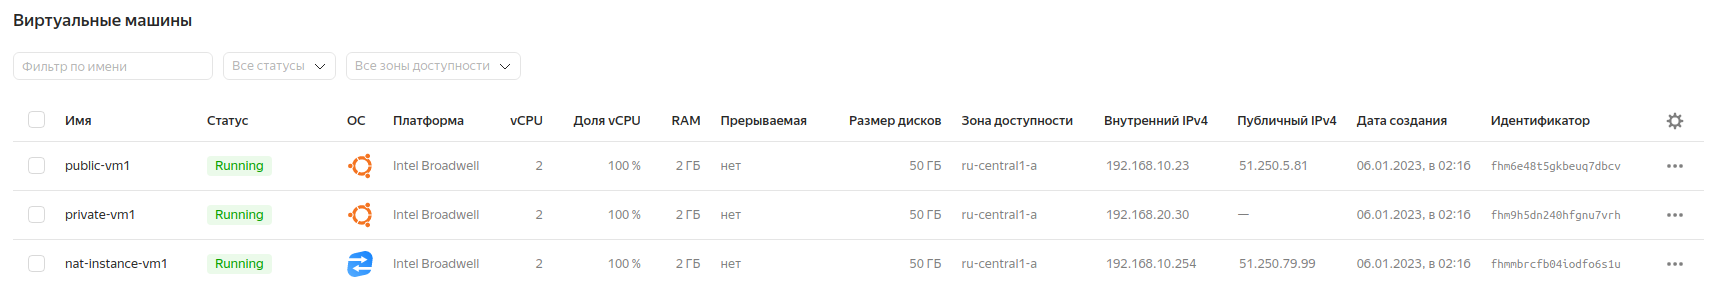 Виртуальные машины
Фильтр по имени Все статусы Все зоны доступности
Имя Статус ОС Платформа vCPU Доля vCPU RAM Прерываемая Размер дисков Зона доступности Внутренний IPv4 Публичный IPv4 Дата создания Идентификатор
public-vm1 Running Intel Broadwell 2 100 % 2 ГБ нет 50 ГБ ru-central1-a 192.168.10.23 51.250.5.81 06.01.2023, в 02:16 fhm6e48t5gkbeuq7dbcv
private-vm1 Running Intel Broadwell 2 100 % 2 ГБ нет 50 ГБ ru-central1-a 192.168.20.30 — 06.01.2023, в 02:16 fhm9h5dn240hfgnu7vrh
nat-instance-vm1 Running Intel Broadwell 2 100 % 2 ГБ нет 50 ГБ ru-central1-a 192.168.10.254 51.250.79.99 06.01.2023, в 02:16 fhmmbrcfb04iodfo6s1u